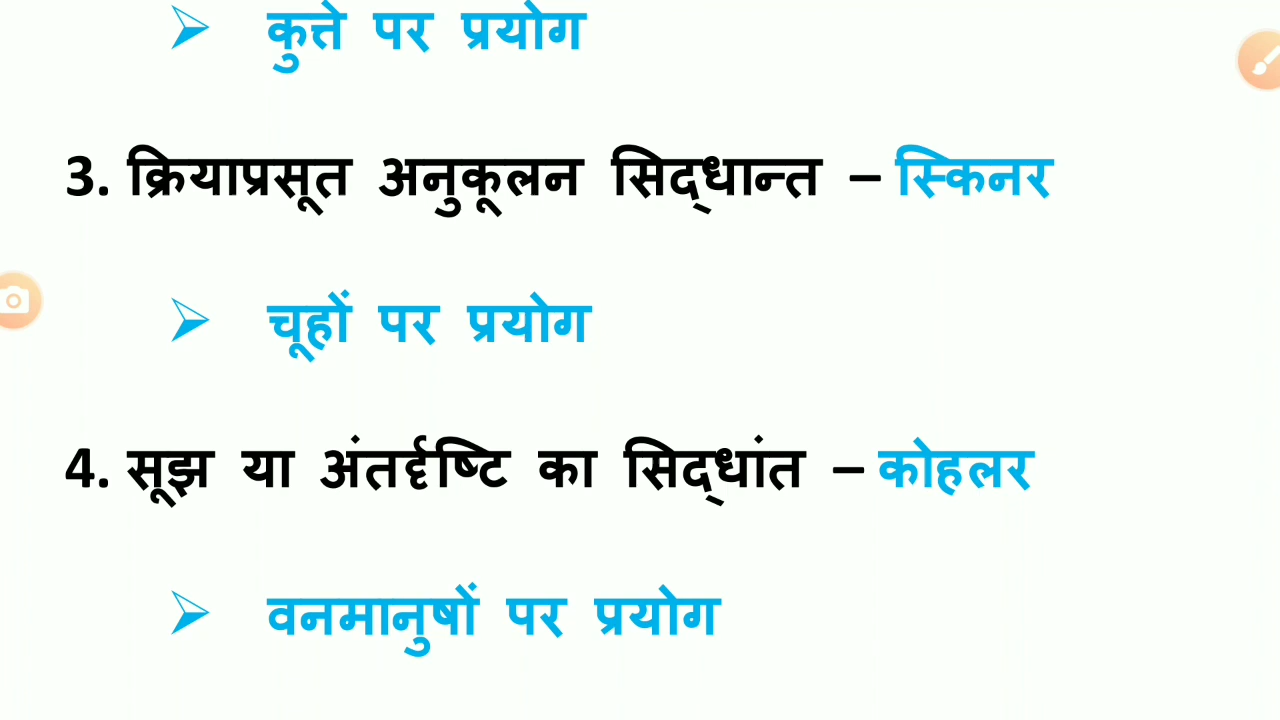 ➢ कुत्ते पर प्रयोग
3. क्रियाप्रसूत अनुकूलन सिद्धान्त – स्किनर
➢ चूहों पर प्रयोग
4. सूझ या अंतर्दृष्टि का सिद्धांत – कोहलर
➢ वनमानुषों पर प्रयोग